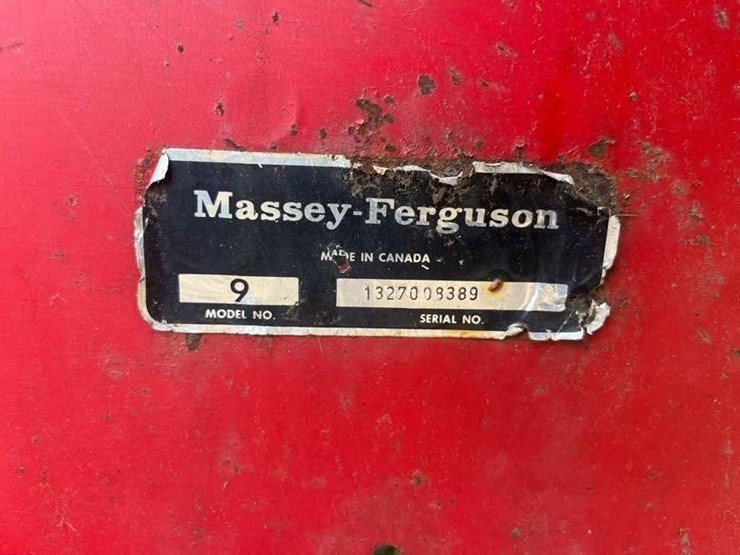 Massey-Ferguson
MADE IN CANADA
9 1327008389
MODEL NO. SERIAL NO.